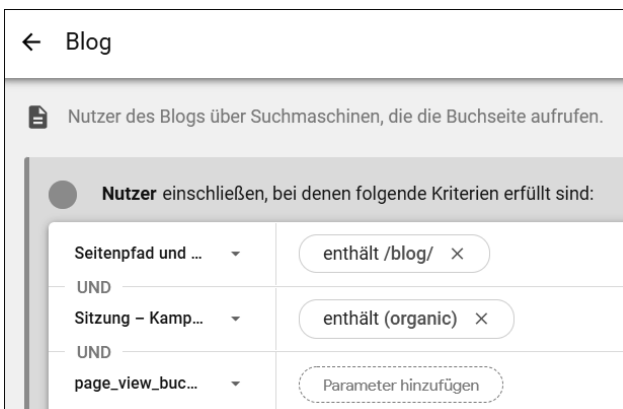 Blog
Nutzer des Blogs über Suchmaschinen, die die Buchseite aufrufen.
Nutzer einschließen, bei denen folgende Kriterien erfüllt sind:
Seitenpfad und ... enthält /blog/ ×
UND
Sitzung – Kamp... enthält (organic) ×
UND
page_view_buc... Parameter hinzufügen